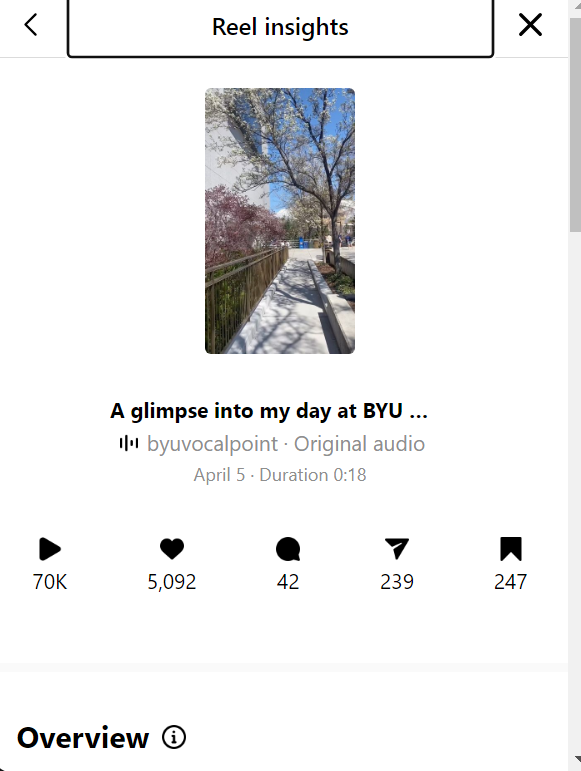 Reel insights
A glimpse into my day at BYU ...
byuvocalpoint · Original audio
April 5 · Duration 0:18
70K
5,092
42
239
247
Overview